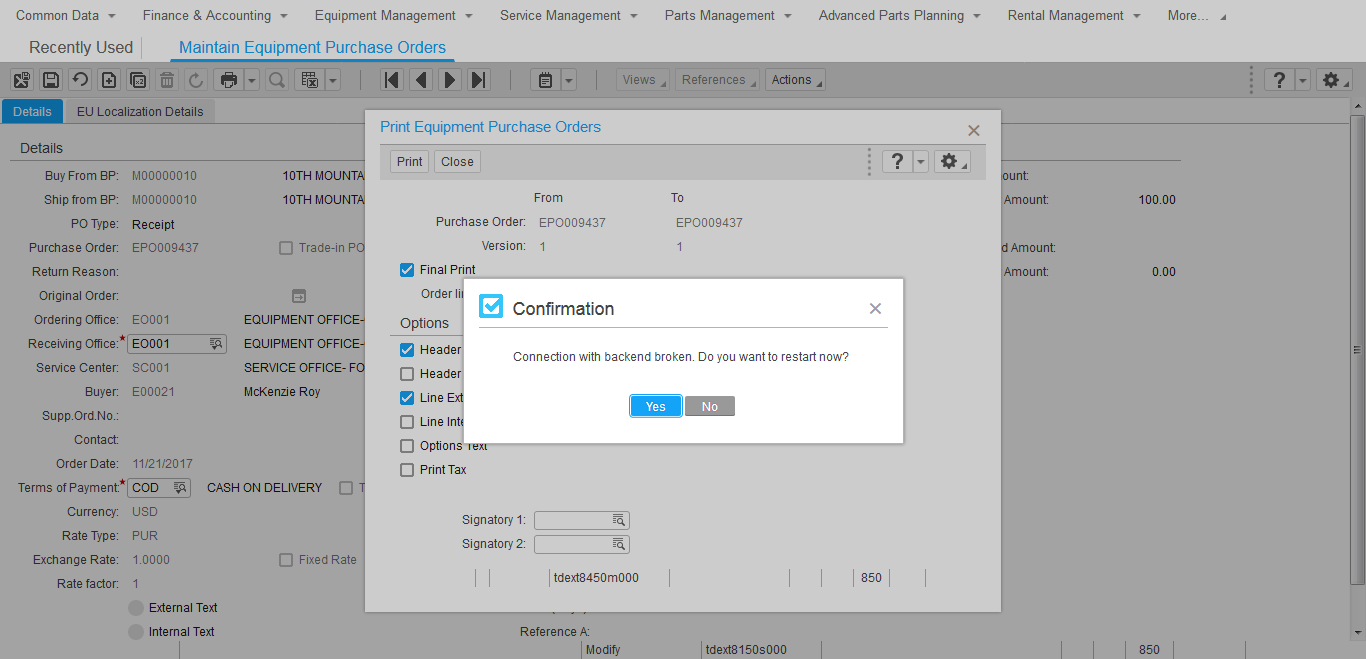 Common Data Finance & Accounting Equipment Management Service Management Parts Management Advanced Parts Planning Rental Management More...
Recently Used Maintain Equipment Purchase Orders
Views References Actions ?
Details EU Localization Details
Details
Buy From BP: M00000010 10TH MOUNTA
Ship from BP: M00000010 10TH MOUNTA
PO Type: Receipt
Purchase Order: EPO009437 Trade-in PO
Return Reason:
Original Order:
Ordering Office: EO001 EQUIPMENT OFFICE-
Receiving Office:* EO001 EQUIPMENT OFFICE-
Service Center: SC001 SERVICE OFFICE- FO
Buyer: E00021 McKenzie Roy
Supp.Ord.No.:
Contact:
Order Date: 11/21/2017
Terms of Payment:* COD CASH ON DELIVERY T
Currency: USD
Rate Type: PUR
Exchange Rate: 1.0000 Fixed Rate
Rate factor: 1
External Text
Internal Text
Reference A:
Modify tdext8150s000 850
ount:
Amount: 100.00
d Amount:
Amount: 0.00
Print Equipment Purchase Orders
Print Close ?
From To
Purchase Order: EPO009437 EPO009437
Version: 1 1
Final Print
Order li
Options
Header
Header
Line Ext
Line Inte
Options Text
Print Tax
Signatory 1:
Signatory 2:
tdext8450m000 850
Confirmation
Connection with backend broken. Do you want to restart now?
Yes No